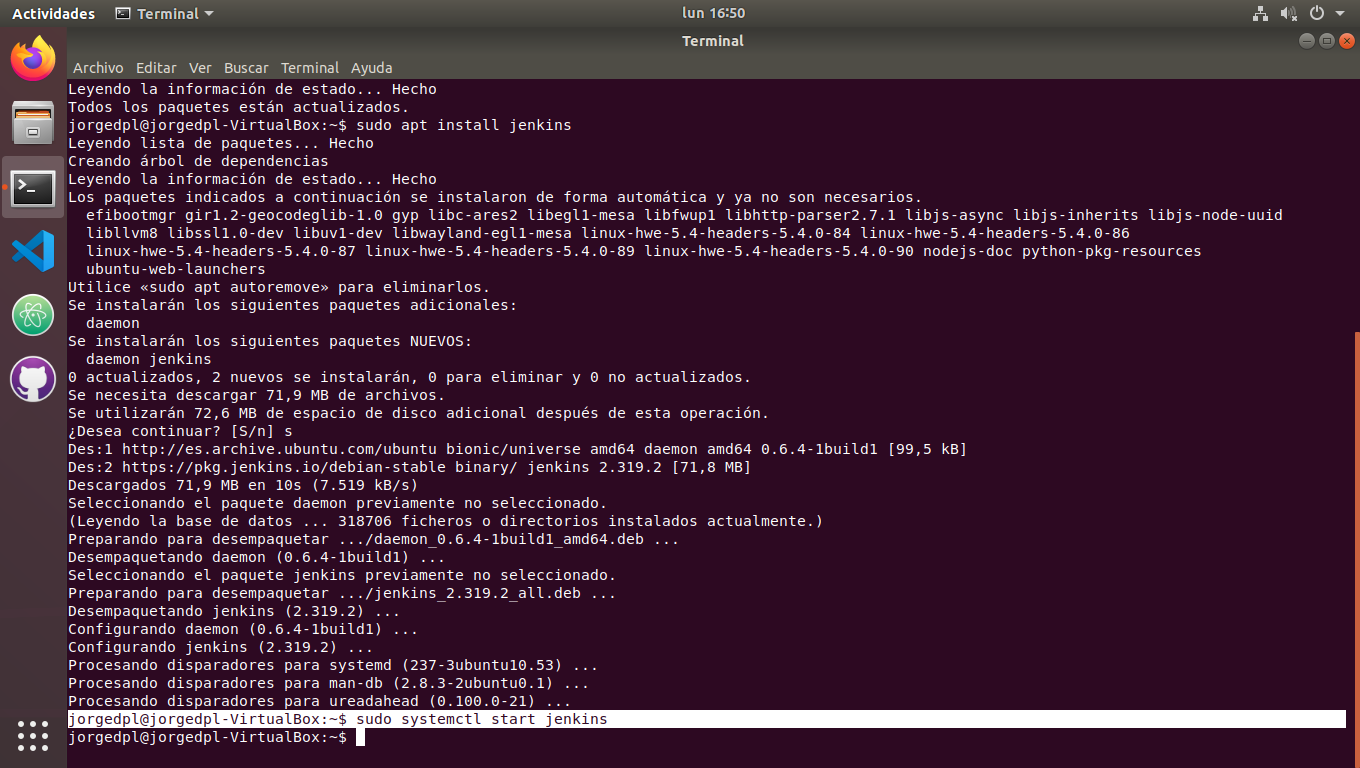 Actividades Terminal lun 16:50
Terminal
Archivo Editar Ver Buscar Terminal Ayuda
Leyendo la información de estado... Hecho
Todos los paquetes están actualizados.
jorgedpl@jorgedpl-VirtualBox:~$ sudo apt install jenkins
Leyendo lista de paquetes... Hecho
Creando árbol de dependencias
Leyendo la información de estado... Hecho
Los paquetes indicados a continuación se instalaron de forma automática y ya no son necesarios.
efibootmgr gir1.2-geocodeglib-1.0 gyp libc-ares2 libegl1-mesa libfwup1 libhttp-parser2.7.1 libjs-async libjs-inherits libjs-node-uuid
libllvm8 libssl1.0-dev libuv1-dev libwayland-egl1-mesa linux-hwe-5.4-headers-5.4.0-84 linux-hwe-5.4-headers-5.4.0-86
linux-hwe-5.4-headers-5.4.0-87 linux-hwe-5.4-headers-5.4.0-89 linux-hwe-5.4-headers-5.4.0-90 nodejs-doc python-pkg-resources
ubuntu-web-launchers
Utilice «sudo apt autoremove» para eliminarlos.
Se instalarán los siguientes paquetes adicionales:
daemon
Se instalarán los siguientes paquetes NUEVOS:
daemon jenkins
0 actualizados, 2 nuevos se instalarán, 0 para eliminar y 0 no actualizados.
Se necesita descargar 71,9 MB de archivos.
Se utilizarán 72,6 MB de espacio de disco adicional después de esta operación.
¿Desea continuar? [S/n] s
Des:1 http://es.archive.ubuntu.com/ubuntu bionic/universe amd64 daemon amd64 0.6.4-1build1 [99,5 kB]
Des:2 https://pkg.jenkins.io/debian-stable binary/ jenkins 2.319.2 [71,8 MB]
Descargados 71,9 MB en 10s (7.519 kB/s)
Seleccionando el paquete daemon previamente no seleccionado.
(Leyendo la base de datos ... 318706 ficheros o directorios instalados actualmente.)
Preparando para desempaquetar .../daemon_0.6.4-1build1_amd64.deb ...
Desempaquetando daemon (0.6.4-1build1) ...
Seleccionando el paquete jenkins previamente no seleccionado.
Preparando para desempaquetar .../jenkins_2.319.2_all.deb ...
Desempaquetando jenkins (2.319.2) ...
Configurando daemon (0.6.4-1build1) ...
Configurando jenkins (2.319.2) ...
Procesando disparadores para systemd (237-3ubuntu10.53) ...
Procesando disparadores para man-db (2.8.3-2ubuntu0.1) ...
Procesando disparadores para ureadahead (0.100.0-21) ...
jorgedpl@jorgedpl-VirtualBox:~$ sudo systemctl start jenkins
jorgedpl@jorgedpl-VirtualBox:~$